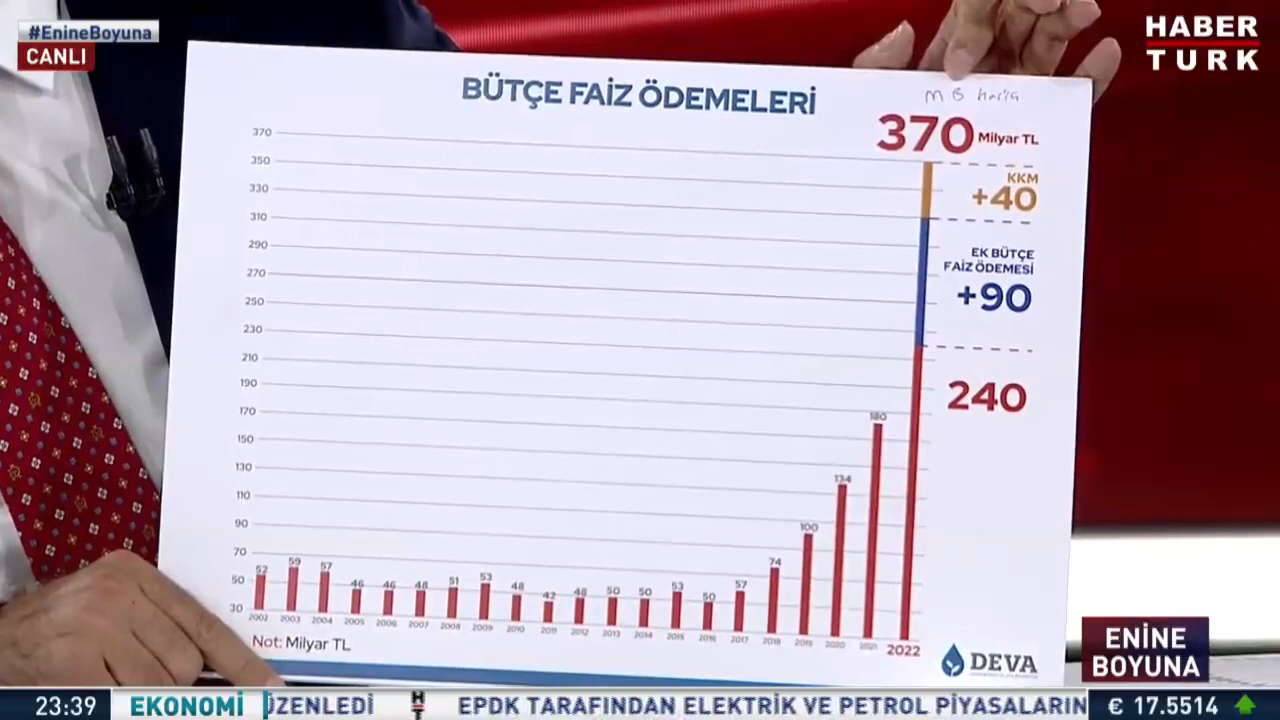 #EnineBoyuna
CANLI
HABER
TURK
BÜTÇE FAİZ ÖDEMELERİ
370 Milyar TL
KKM
+40
EK BÜTÇE
FAİZ ÖDEMESİ
+90
240
370
350
330
310
290
270
250
230
210
190
170
150
130
110
90
70
50
30
52 59 57 46 46 48 51 53 48 42 48 50 50 53 50 57 74 100 134 180
2002 2003 2004 2005 2006 2007 2008 2009 2010 2011 2012 2013 2014 2015 2016 2017 2018 2019 2020 2021 2022
Not: Milyar TL
DEVA
ENİNE
BOYUNA
23:39 EKONOMİ ÜZENLEDİ EPDK TARAFINDAN ELEKTRİK VE PETROL PİYASALARIN € 17.5514